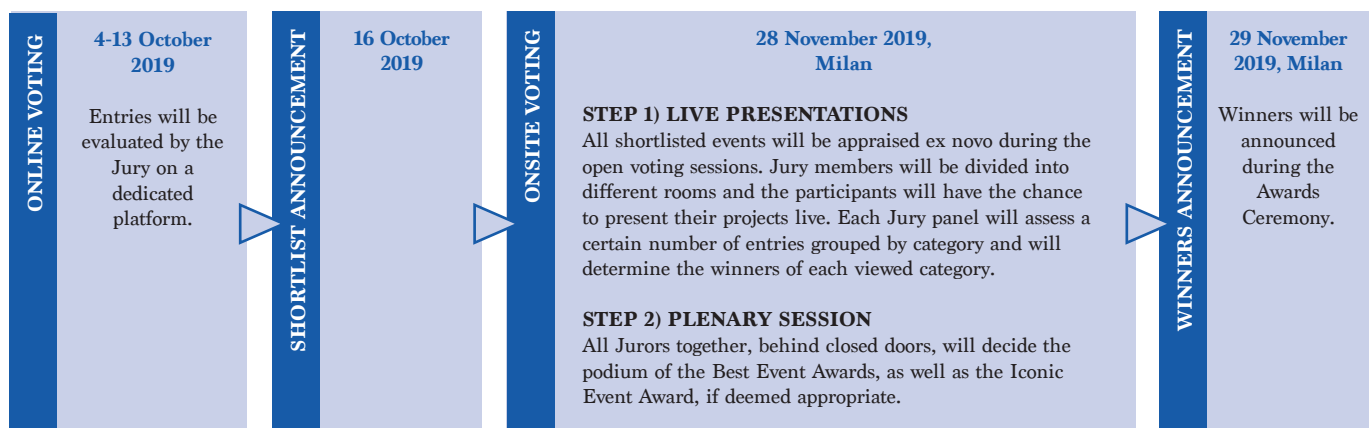 ONLINE VOTING
4-13 October
2019
Entries will be
evaluated by the
Jury on a
dedicated
platform.
SHORTLIST ANNOUNCEMENT
16 October
2019
ONSITE VOTING
28 November 2019,
Milan
STEP 1) LIVE PRESENTATIONS
All shortlisted events will be appraised ex novo during the
open voting sessions. Jury members will be divided into
different rooms and the participants will have the chance
to present their projects live. Each Jury panel will assess a
certain number of entries grouped by category and will
determine the winners of each viewed category.
STEP 2) PLENARY SESSION
All Jurors together, behind closed doors, will decide the
podium of the Best Event Awards, as well as the Iconic
Event Award, if deemed appropriate.
WINNERS ANNOUNCEMENT
29 November
2019, Milan
Winners will be
announced
during the
Awards
Ceremony.